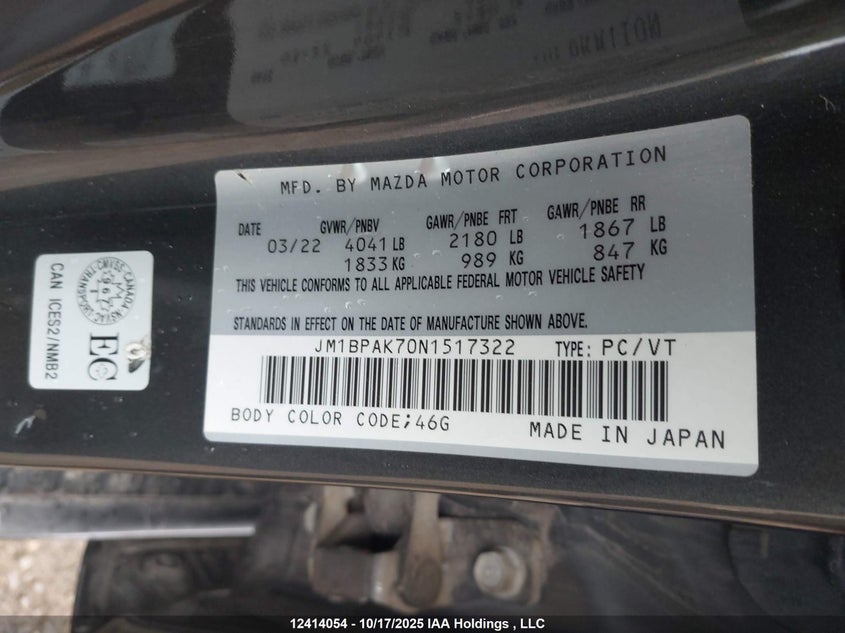 MFD. BY MAZDA MOTOR CORPORATION
DATE GVWR/PNBV GAWR/PNBE FRT GAWR/PNBE RR
03/22 4041 LB 2180 LB 1867 LB
1833 KG 989 KG 847 KG
THIS VEHICLE CONFORMS TO ALL APPLICABLE FEDERAL MOTOR VEHICLE SAFETY
STANDARDS IN EFFECT ON THE DATE OF MANUFACTURE SHOWN ABOVE.
JM1BPAK70N1517322 TYPE: PC/VT
BODY COLOR CODE;46G MADE IN JAPAN
CAN ICES2/NMB2
EC
12414054 - 10/17/2025 IAA Holdings , LLC